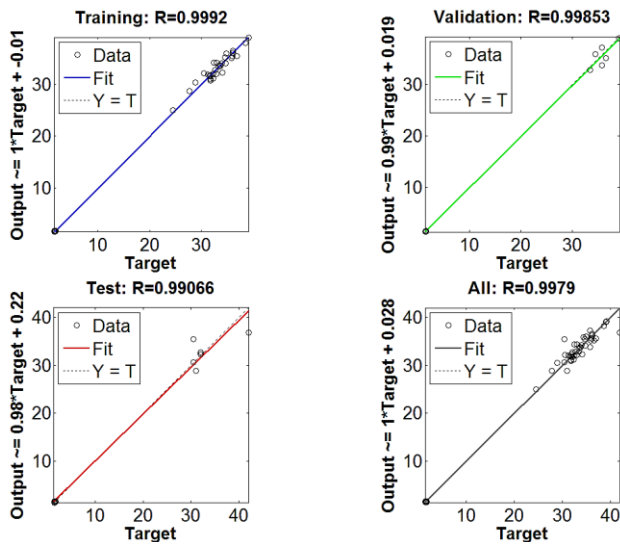 Training: R=0.9992
Output ~= 1*Target + -0.01
Data
Fit
Y = T
30
20
10
10 20 30
Target
Validation: R=0.99853
Output ~= 0.99*Target + 0.019
Data
Fit
Y = T
30
20
10
10 20 30
Target
Test: R=0.99066
Output ~= 0.98*Target + 0.22
Data
Fit
Y = T
40
30
20
10
10 20 30 40
Target
All: R=0.9979
Output ~= 1*Target + 0.028
Data
Fit
Y = T
40
30
20
10
10 20 30 40
Target